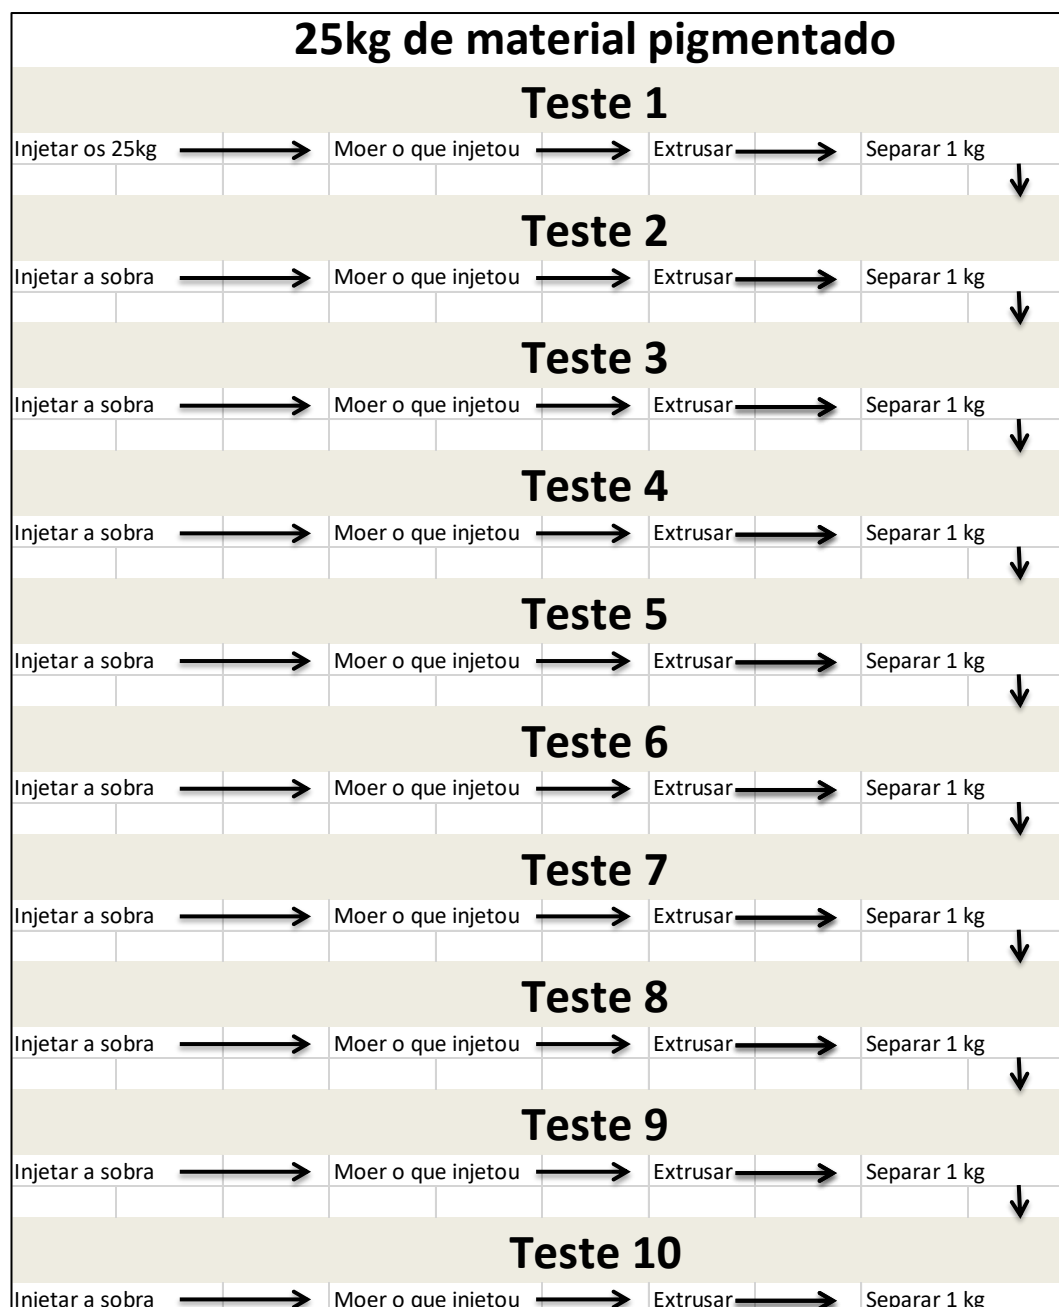 25kg de material pigmentado
Teste 1
Injetar os 25kg Moer o que injetou Extrusar Separar 1 kg
Teste 2
Injetar a sobra Moer o que injetou Extrusar Separar 1 kg
Teste 3
Injetar a sobra Moer o que injetou Extrusar Separar 1 kg
Teste 4
Injetar a sobra Moer o que injetou Extrusar Separar 1 kg
Teste 5
Injetar a sobra Moer o que injetou Extrusar Separar 1 kg
Teste 6
Injetar a sobra Moer o que injetou Extrusar Separar 1 kg
Teste 7
Injetar a sobra Moer o que injetou Extrusar Separar 1 kg
Teste 8
Injetar a sobra Moer o que injetou Extrusar Separar 1 kg
Teste 9
Injetar a sobra Moer o que injetou Extrusar Separar 1 kg
Teste 10
Injetar a sobra Moer o que injetou Extrusar Separar 1 kg